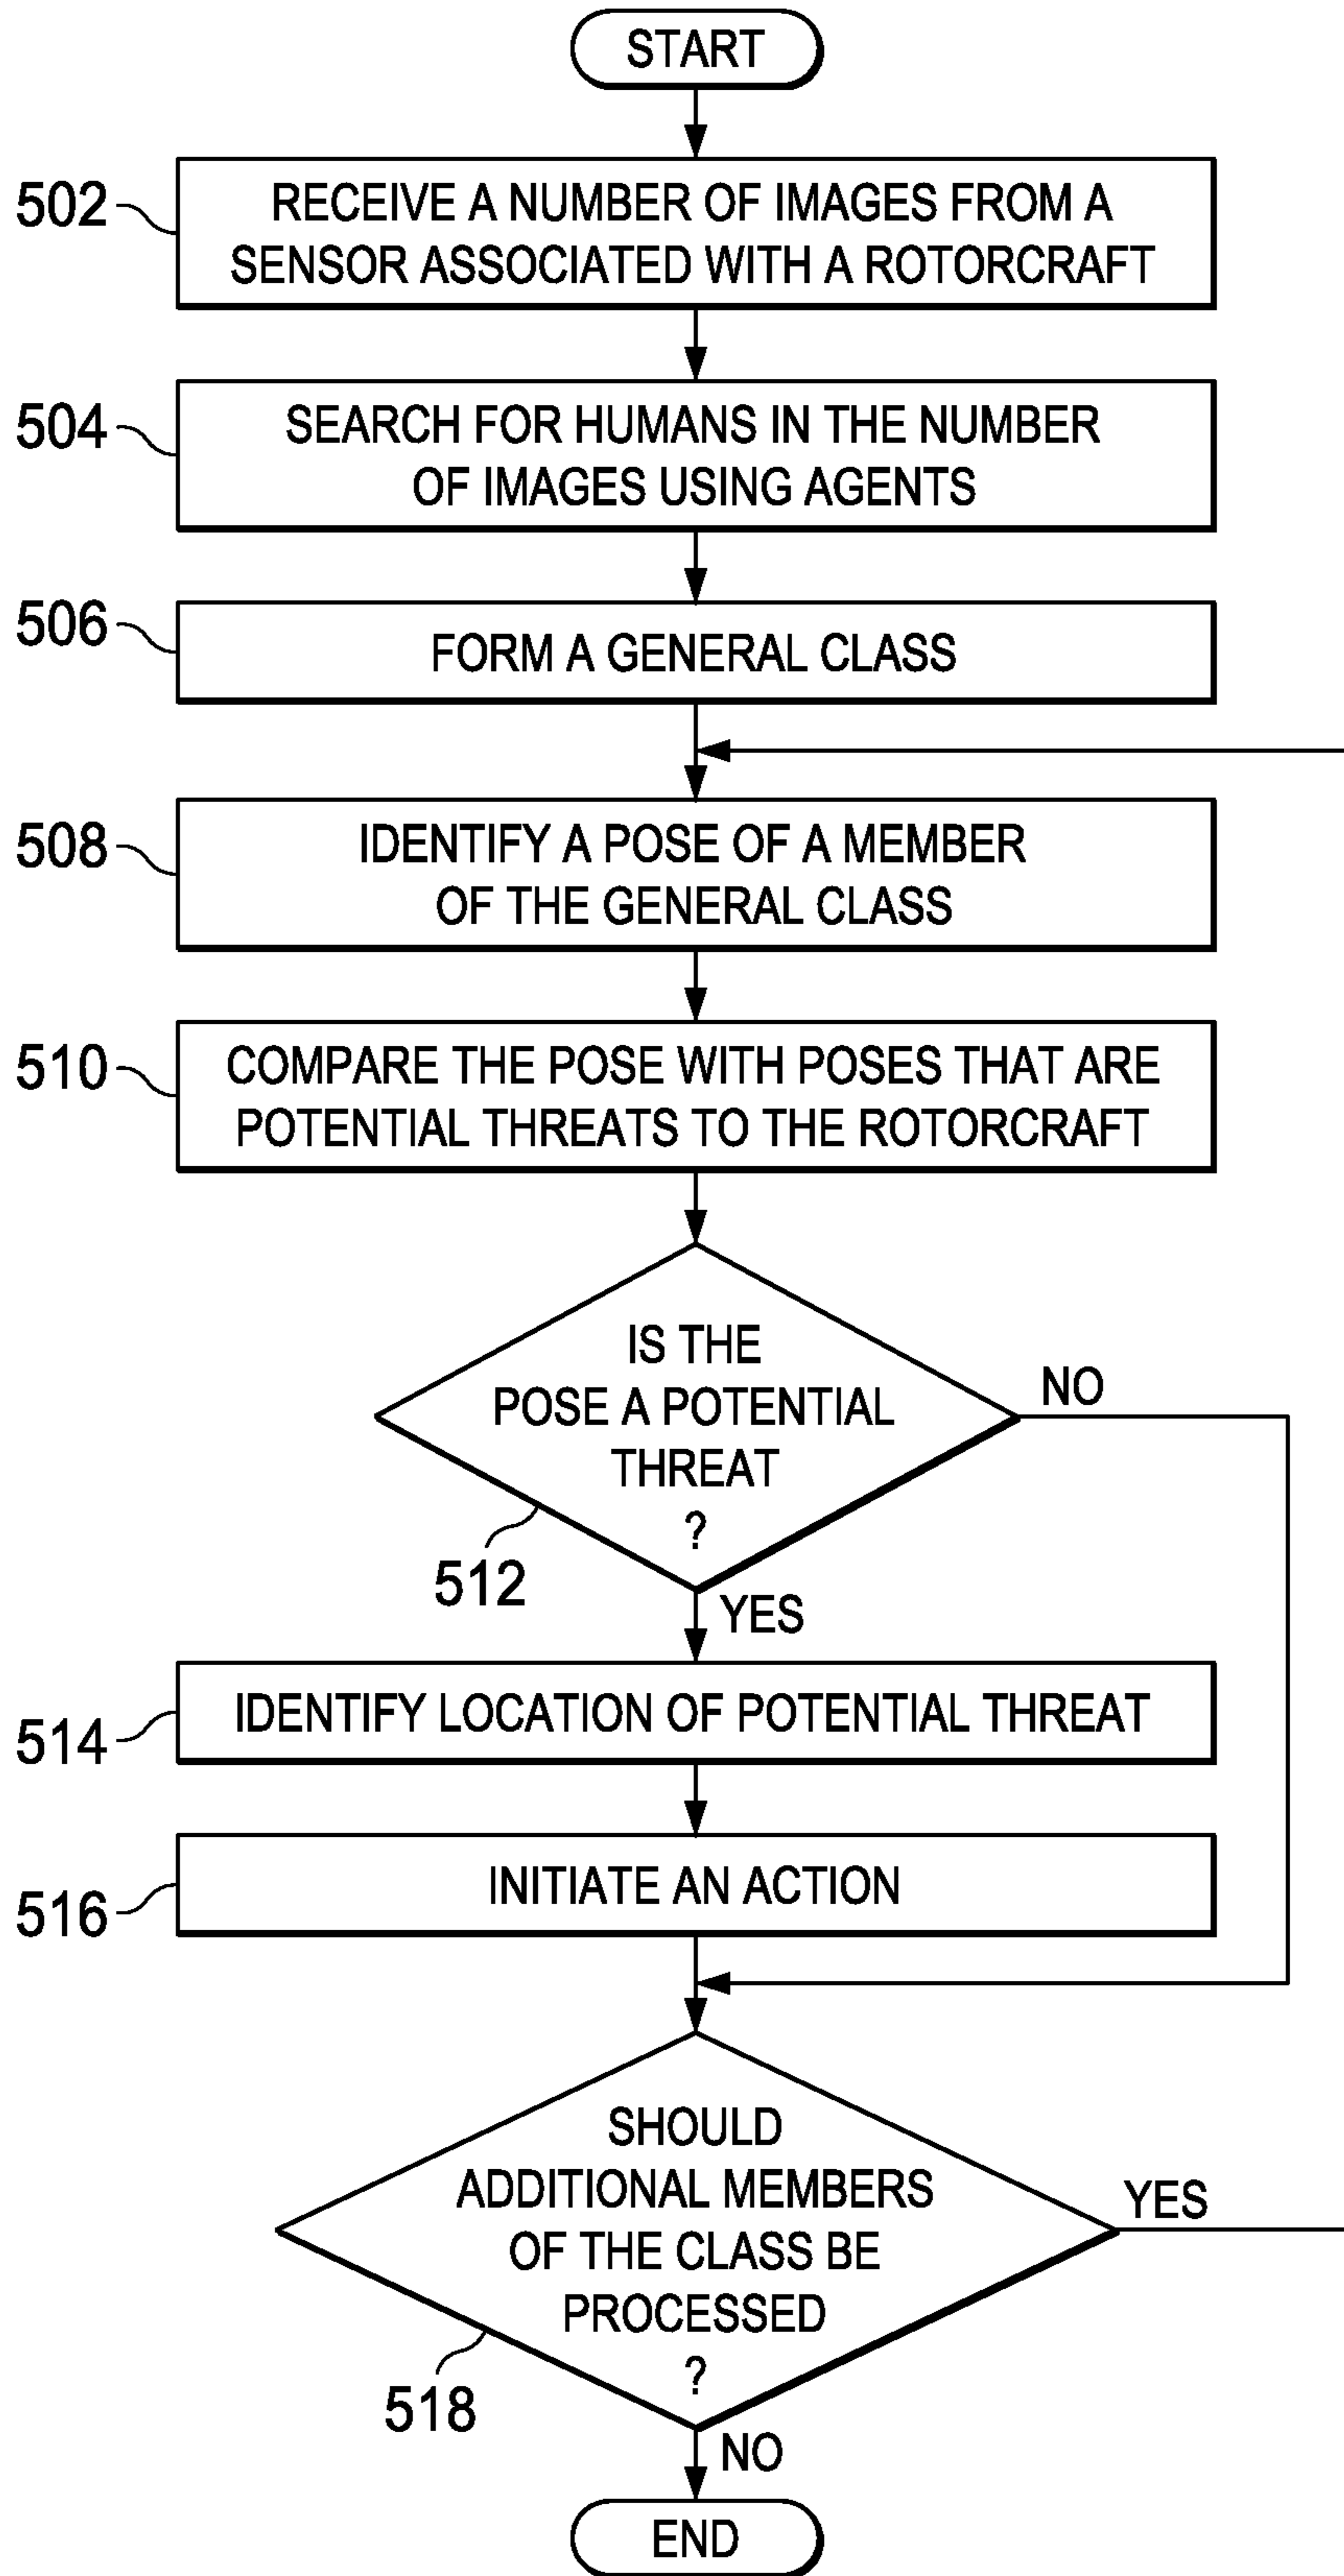 START
502
RECEIVE A NUMBER OF IMAGES FROM A
SENSOR ASSOCIATED WITH A ROTORCRAFT
504
SEARCH FOR HUMANS IN THE NUMBER
OF IMAGES USING AGENTS
506
FORM A GENERAL CLASS
508
IDENTIFY A POSE OF A MEMBER
OF THE GENERAL CLASS
510
COMPARE THE POSE WITH POSES THAT ARE
POTENTIAL THREATS TO THE ROTORCRAFT
IS THE
POSE A POTENTIAL
THREAT
?
NO
512
YES
514
IDENTIFY LOCATION OF POTENTIAL THREAT
516
INITIATE AN ACTION
SHOULD
ADDITIONAL MEMBERS
OF THE CLASS BE
PROCESSED
?
YES
518
NO
END